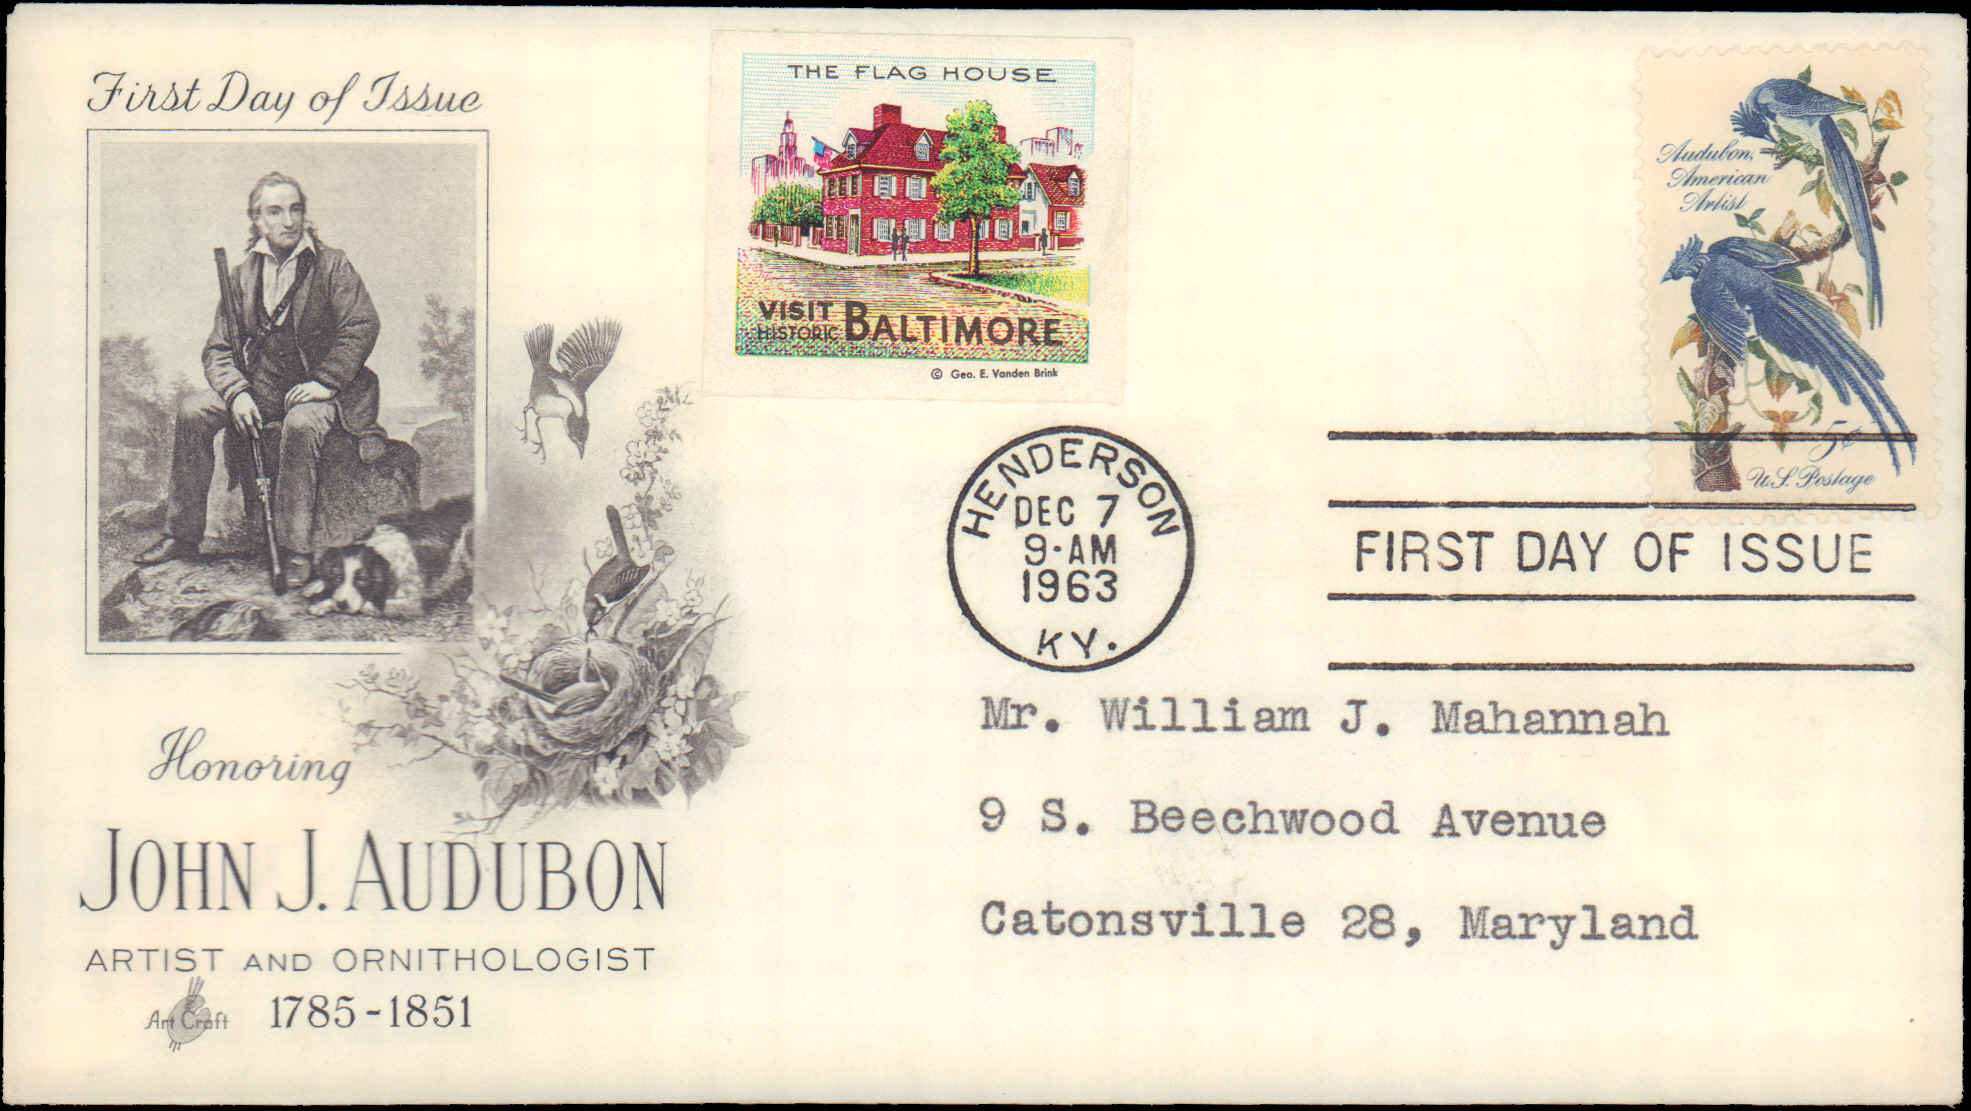 First Day of Issue
Honoring
JOHN J. AUDUBON
ARTIST AND ORNITHOLOGIST
1785-1851
Art Craft
THE FLAG HOUSE
VISIT
HISTORIC BALTIMORE
© Geo. E. Vanden Brink
Audubon,
American
Artist
5¢
U.S. Postage
HENDERSON
DEC 7
9-AM
1963
KY.
FIRST DAY OF ISSUE
Mr. William J. Mahannah
9 S. Beechwood Avenue
Catonsville 28, Maryland